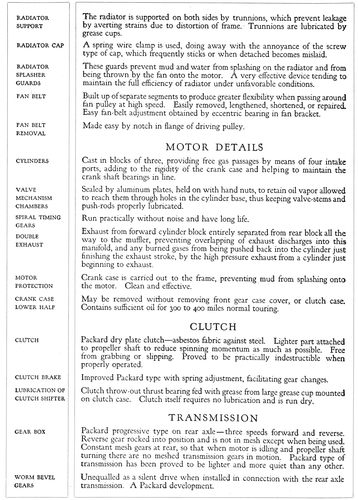 RADIATOR SUPPORT
The radiator is supported on both sides by trunnions, which prevent leakage
by averting strains due to distortion of frame. Trunnions are lubricated by
grease cups.
RADIATOR CAP
A spring wire clamp is used, doing away with the annoyance of the screw
type of cap, which frequently sticks or when detached becomes mislaid.
RADIATOR SPLASHER GUARDS
These guards prevent mud and water from splashing on the radiator and from
being thrown by the fan onto the motor. A very effective device tending to
maintain the full efficiency of radiator under unfavorable conditions.
FAN BELT
Built up of separate segments to produce greater flexibility when passing around
fan pulley at high speed. Easily removed, lengthened, shortened, or repaired.
Easy fan-belt adjustment obtained by eccentric bearing in fan bracket.
FAN BELT REMOVAL
Made easy by notch in flange of driving pulley.
MOTOR DETAILS
CYLINDERS
Cast in blocks of three, providing free gas passages by means of four intake
ports, adding to the rigidity of the crank case and helping to maintain the
crank shaft bearings in line.
VALVE MECHANISM CHAMBERS
Sealed by aluminum plates, held on with hand nuts, to retain oil vapor allowed
to reach them through holes in the cylinder base, thus keeping valve-stems and
push-rods properly lubricated.
SPIRAL TIMING GEARS
Run practically without noise and have long life.
DOUBLE EXHAUST
Exhaust from forward cylinder block entirely separated from rear block all the
way to the muffler, preventing overlapping of exhaust discharges into this
manifold, and any burned gases from being pushed back into the cylinder just
finishing the exhaust stroke, by the high pressure exhaust from a cylinder just
beginning to exhaust.
MOTOR PROTECTION
Crank case is carried out to the frame, preventing mud from splashing onto
the motor. Clean and effective.
CRANK CASE LOWER HALF
May be removed without removing front gear case cover, or clutch case.
Contains sufficient oil for 300 to 400 miles normal touring.
CLUTCH
CLUTCH
Packard dry plate clutch—asbestos fabric against steel. Lighter part attached
to propeller shaft to reduce spinning momentum as much as possible. Free
from grabbing or slipping. Proved to be practically indestructible when
properly operated.
CLUTCH BRAKE
Improved Packard type with spring adjustment, facilitating gear changes.
LUBRICATION OF CLUTCH SHIFTER
Clutch throw-out thrust bearing fed with grease from large grease cup mounted
on clutch case. Clutch itself requires no lubrication and is run dry.
TRANSMISSION
GEAR BOX
Packard progressive type on rear axle—three speeds forward and reverse.
Reverse gear rocked into position and is not in mesh except when being used.
Constant mesh gears at rear, so that when motor is idling and propeller shaft
turning there are no meshed transmission gears in motion. Packard type of
transmission has been proved to be lighter and more quiet than any other.
WORM BEVEL GEARS
Unequalled as a silent drive when installed in connection with the rear axle
transmission. A Packard development.